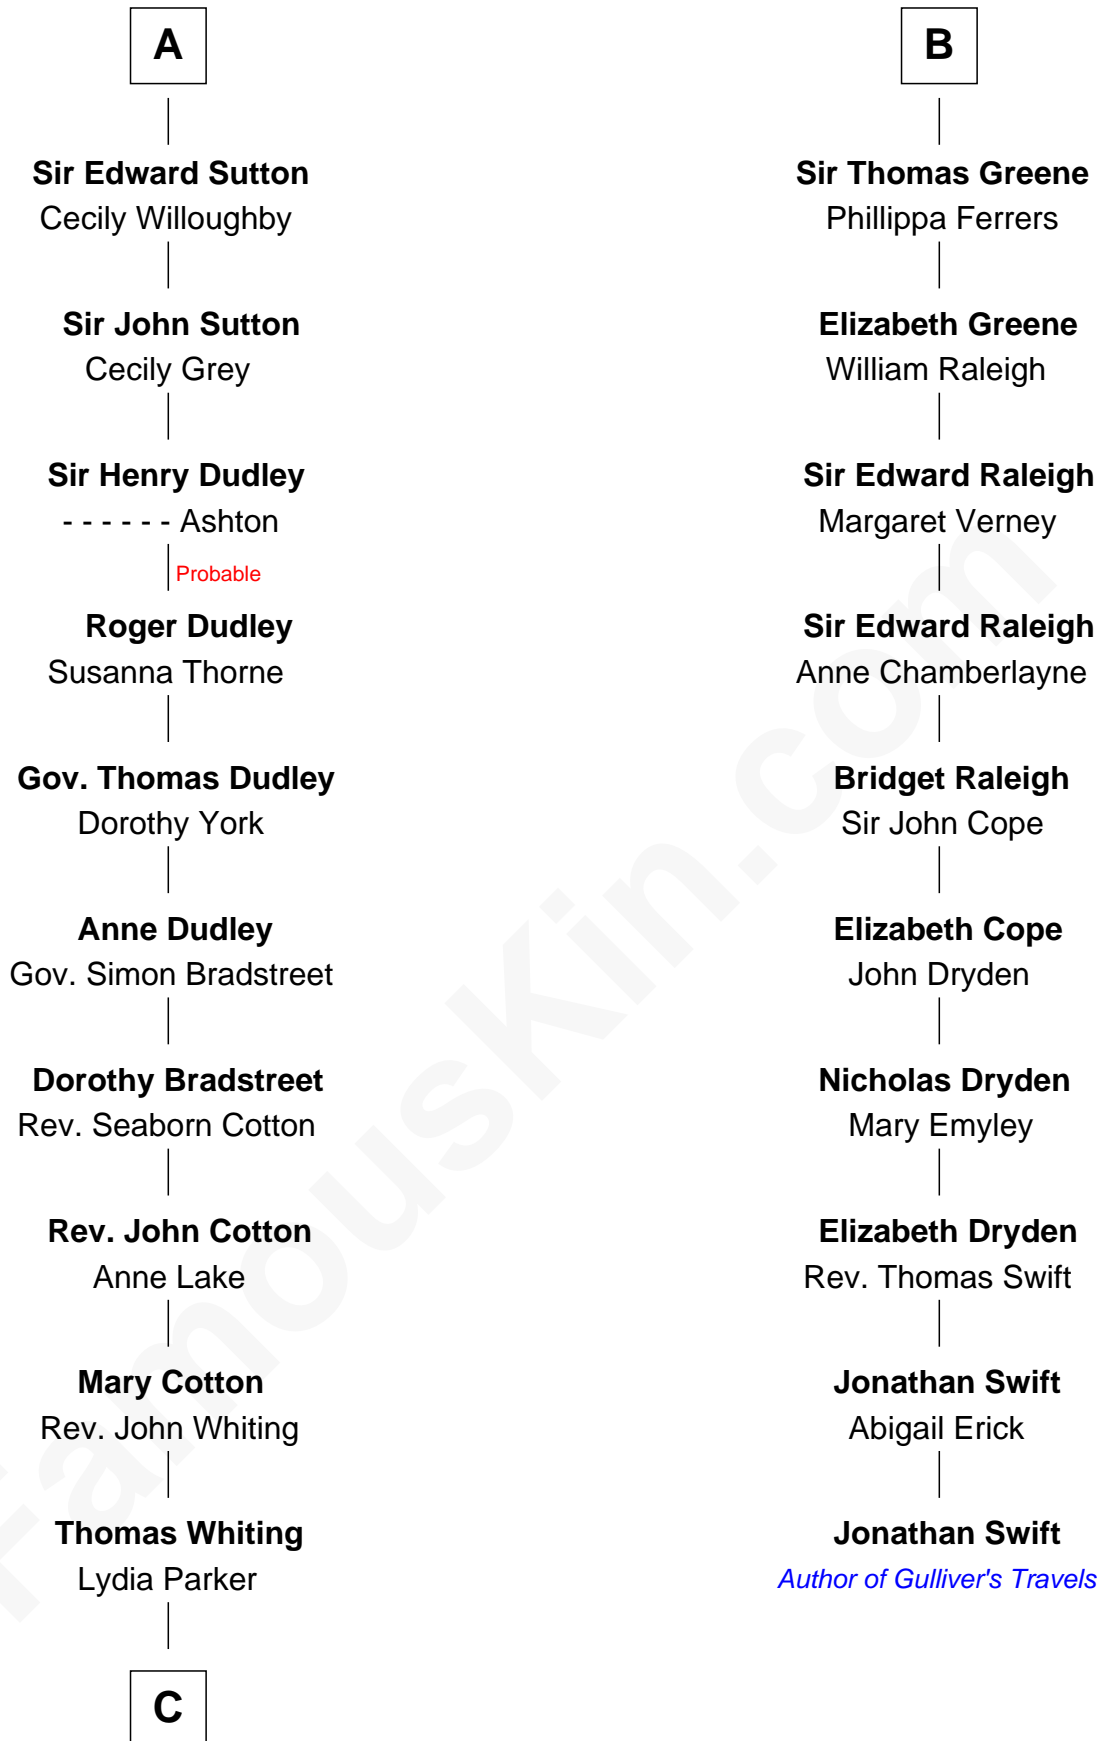 A
Sir Edward Sutton
Cecily Willoughby
Sir John Sutton
Cecily Grey
Sir Henry Dudley
- - - - - - Ashton
Probable
Roger Dudley
Susanna Thorne
Gov. Thomas Dudley
Dorothy York
Anne Dudley
Gov. Simon Bradstreet
Dorothy Bradstreet
Rev. Seaborn Cotton
Rev. John Cotton
Anne Lake
Mary Cotton
Rev. John Whiting
Thomas Whiting
Lydia Parker
C
B
Sir Thomas Greene
Phillippa Ferrers
Elizabeth Greene
William Raleigh
Sir Edward Raleigh
Margaret Verney
Sir Edward Raleigh
Anne Chamberlayne
Bridget Raleigh
Sir John Cope
Elizabeth Cope
John Dryden
Nicholas Dryden
Mary Emyley
Elizabeth Dryden
Rev. Thomas Swift
Jonathan Swift
Abigail Erick
Jonathan Swift
Author of Gulliver's Travels
FamousKin.com